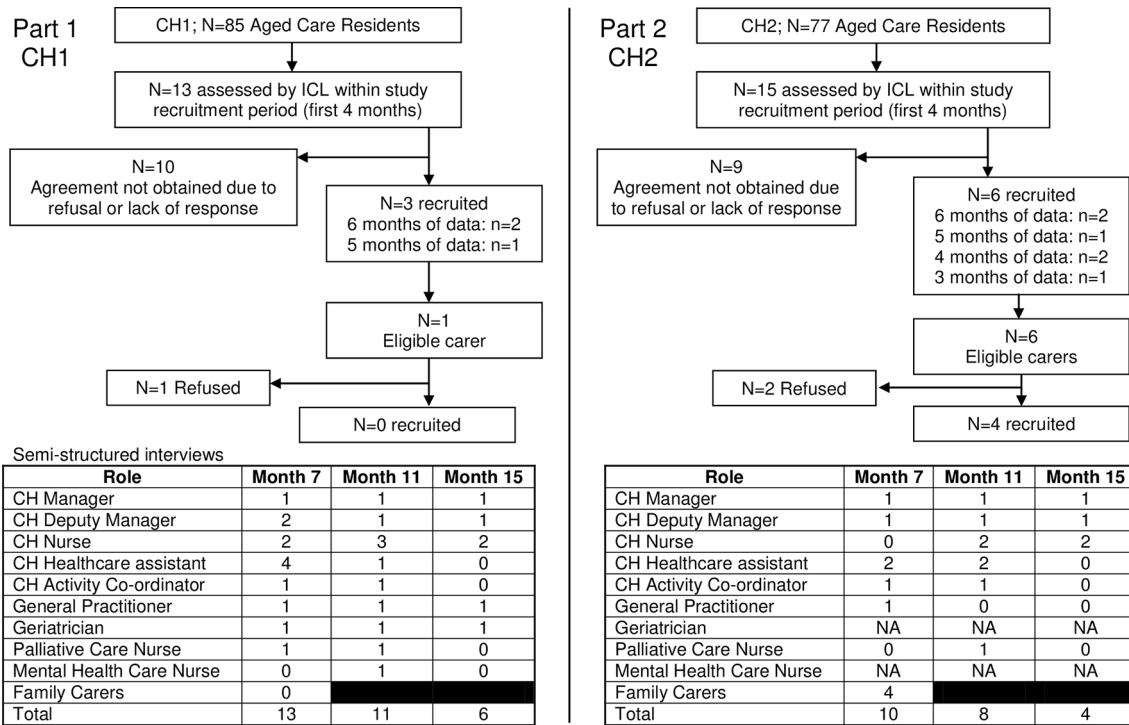 Part 1
CH1
CH1; N=85 Aged Care Residents
N=13 assessed by ICL within study
recruitment period (first 4 months)
N=10
Agreement not obtained due to
refusal or lack of response
N=3 recruited
6 months of data: n=2
5 months of data: n=1
N=1
Eligible carer
N=1 Refused
N=0 recruited
Semi-structured interviews
Role Month 7 Month 11 Month 15
CH Manager 1 1 1
CH Deputy Manager 2 1 1
CH Nurse 2 3 2
CH Healthcare assistant 4 1 0
CH Activity Co-ordinator 1 1 0
General Practitioner 1 1 1
Geriatrician 1 1 1
Palliative Care Nurse 1 1 0
Mental Health Care Nurse 0 1 0
Family Carers 0
Total 13 11 6
Part 2
CH2
CH2; N=77 Aged Care Residents
N=15 assessed by ICL within study
recruitment period (first 4 months)
N=9
Agreement not obtained due
to refusal or lack of response
N=6 recruited
6 months of data: n=2
5 months of data: n=1
4 months of data: n=2
3 months of data: n=1
N=6
Eligible carers
N=2 Refused
N=4 recruited
Role Month 7 Month 11 Month 15
CH Manager 1 1 1
CH Deputy Manager 1 1 1
CH Nurse 0 2 2
CH Healthcare assistant 2 2 0
CH Activity Co-ordinator 1 1 0
General Practitioner 1 0 0
Geriatrician NA NA NA
Palliative Care Nurse 0 1 0
Mental Health Care Nurse NA NA NA
Family Carers 4
Total 10 8 4